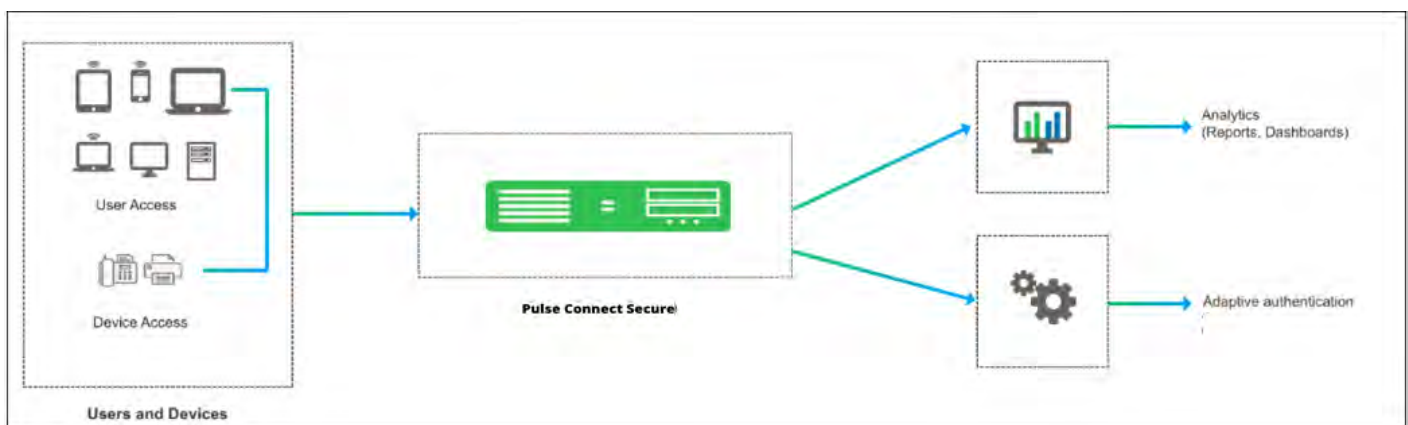 User Access
Device Access
Users and Devices
Pulse Connect Secure
Analytics
(Reports, Dashboards)
Adaptive authentication